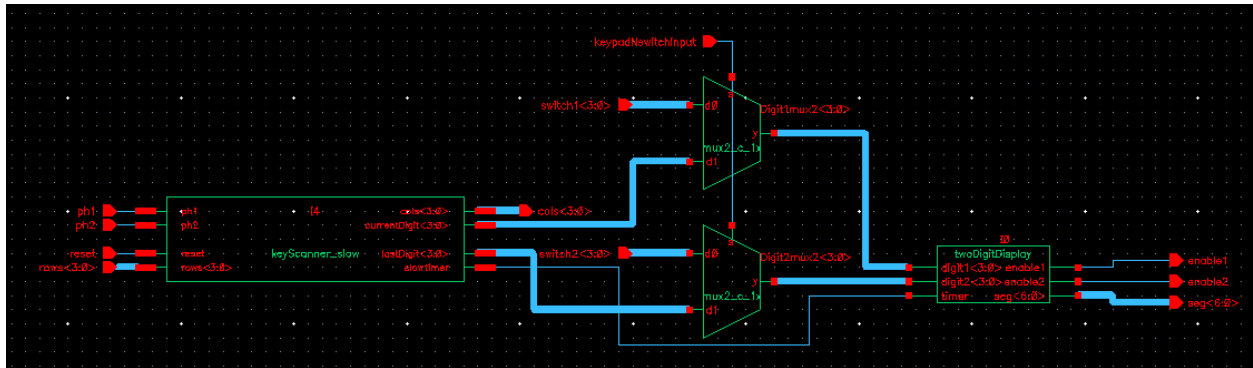 keypadNswitchInput
switch1<3:0>
s
d0
Digit1mux2<3:0>
y
mux2_c_1x
d1
ph1
ph2
reset
rows<3:0>
ph1
I4
cols<3:0>
ph2
currentDigit<3:0>
keyScanner_slow
reset
lastDigit<3:0>
rows<3:0>
slowTimer
cols<3:0>
switch2<3:0>
s
d0
Digit2mux2<3:0>
y
mux2_c_1x
d1
I0
twoDigitDisplay
digit1<3:0> enable1
digit2<3:0> enable2
timer seg<6:0>
enable1
enable2
seg<6:0>